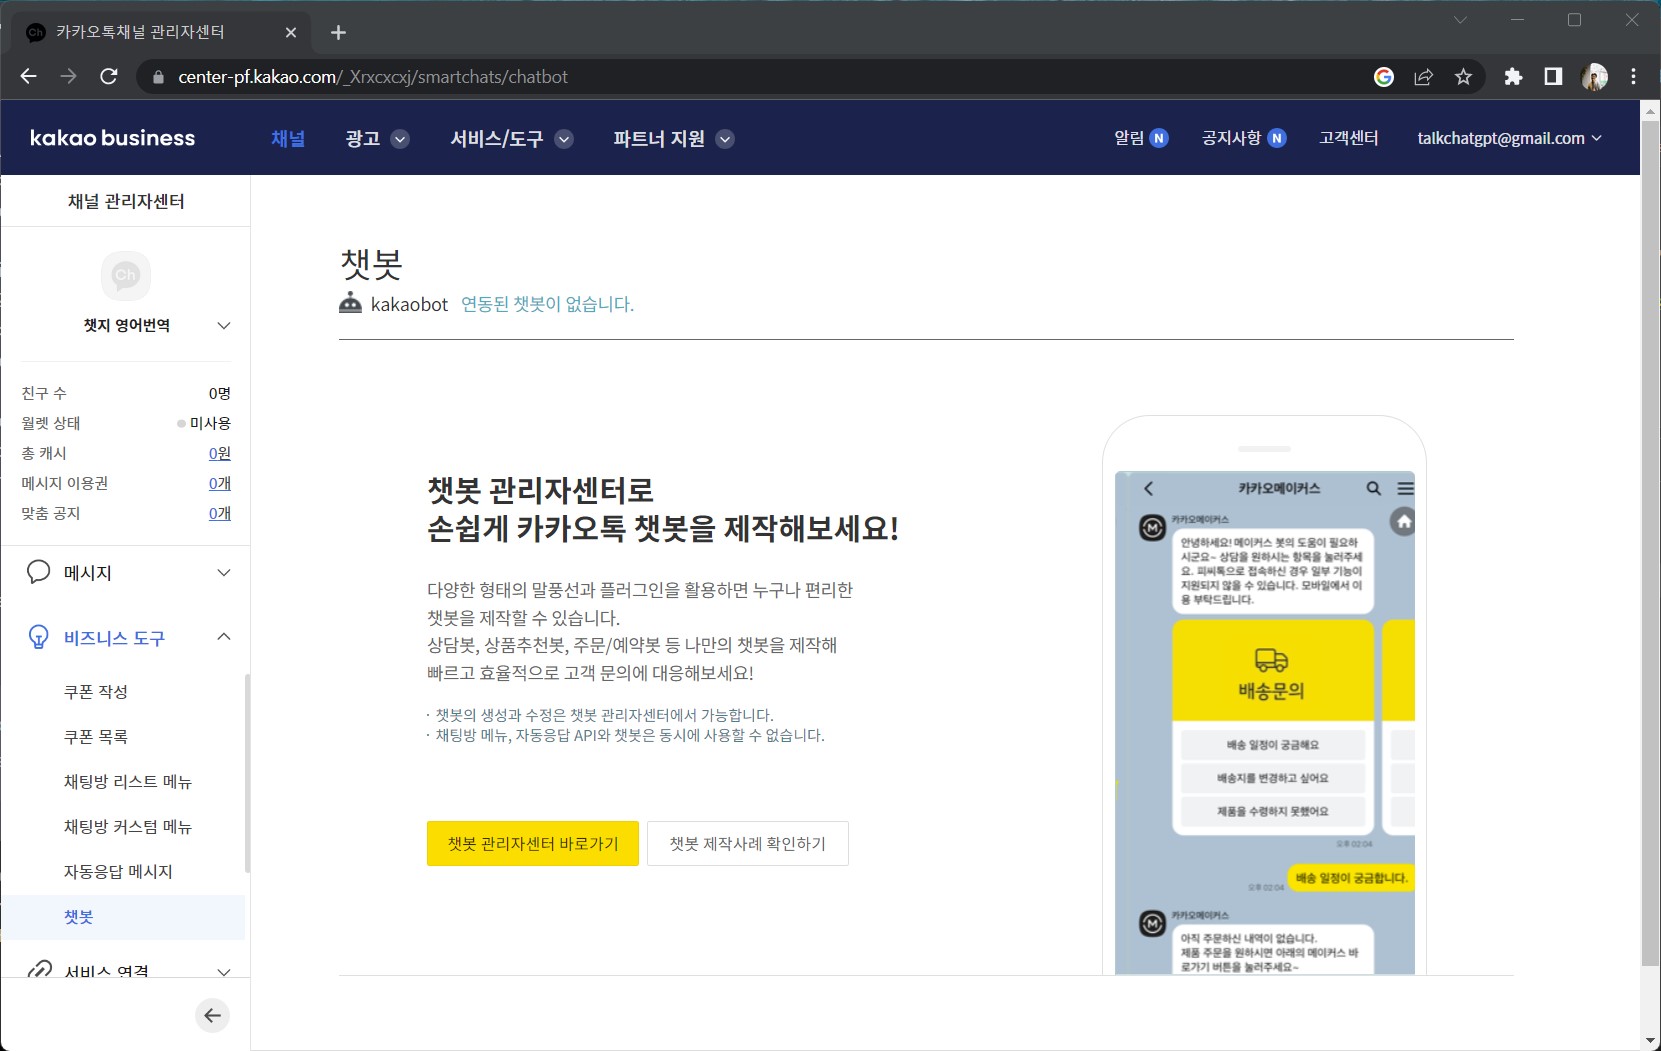 카카오톡채널 관리자센터
center-pf.kakao.com/_Xrxcxcxj/smartchats/chatbot
kakao business
채널
광고
서비스/도구
파트너 지원
알림 N
공지사항 N
고객센터
talkchatgpt@gmail.com
채널 관리자센터
Ch
챗지 영어번역
친구 수 0명
월렛 상태 미사용
총 캐시 0원
메시지 이용권 0개
맞춤 공지 0개
메시지
비즈니스 도구
쿠폰 작성
쿠폰 목록
채팅방 리스트 메뉴
채팅방 커스텀 메뉴
자동응답 메시지
챗봇
서비스 연결
챗봇
kakaobot 연동된 챗봇이 없습니다.
챗봇 관리자센터로
손쉽게 카카오톡 챗봇을 제작해보세요!
다양한 형태의 말풍선과 플러그인을 활용하면 누구나 편리한
챗봇을 제작할 수 있습니다.
상담봇, 상품추천봇, 주문/예약봇 등 나만의 챗봇을 제작해
빠르고 효율적으로 고객 문의에 대응해보세요!
· 챗봇의 생성과 수정은 챗봇 관리자센터에서 가능합니다.
· 채팅방 메뉴, 자동응답 API와 챗봇은 동시에 사용할 수 없습니다.
챗봇 관리자센터 바로가기
챗봇 제작사례 확인하기
카카오메이커스
카카오메이커스
안녕하세요! 메이커스 봇의 도움이 필요하
시군요~ 상담을 원하시는 항목을 눌러주세
요. 피씨톡으로 접속하신 경우 일부 기능이
지원되지 않을 수 있습니다. 모바일에서 이
용 부탁드립니다.
배송문의
배송 일정이 궁금해요
배송지를 변경하고 싶어요
제품을 수령하지 못했어요
오후 02:04
배송 일정이 궁금합니다.
오후 02:04
카카오메이커스
아직 주문하신 내역이 없습니다.
제품 주문을 원하시면 아래의 메이커스 바
로가기 버튼을 눌러주세요~